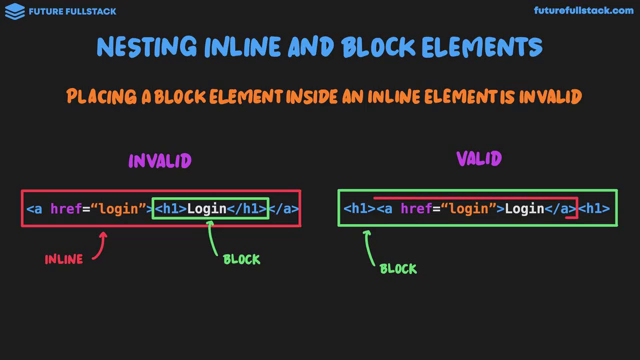 FUTURE FULLSTACK
futurefullstack.com
NESTING INLINE AND BLOCK ELEMENTS
PLACING A BLOCK ELEMENT INSIDE AN INLINE ELEMENT IS INVALID
INVALID
VALID
<a href=“login”><h1>Login</h1></a>
<h1><a href=“login”>Login</a><h1>
INLINE
BLOCK
BLOCK